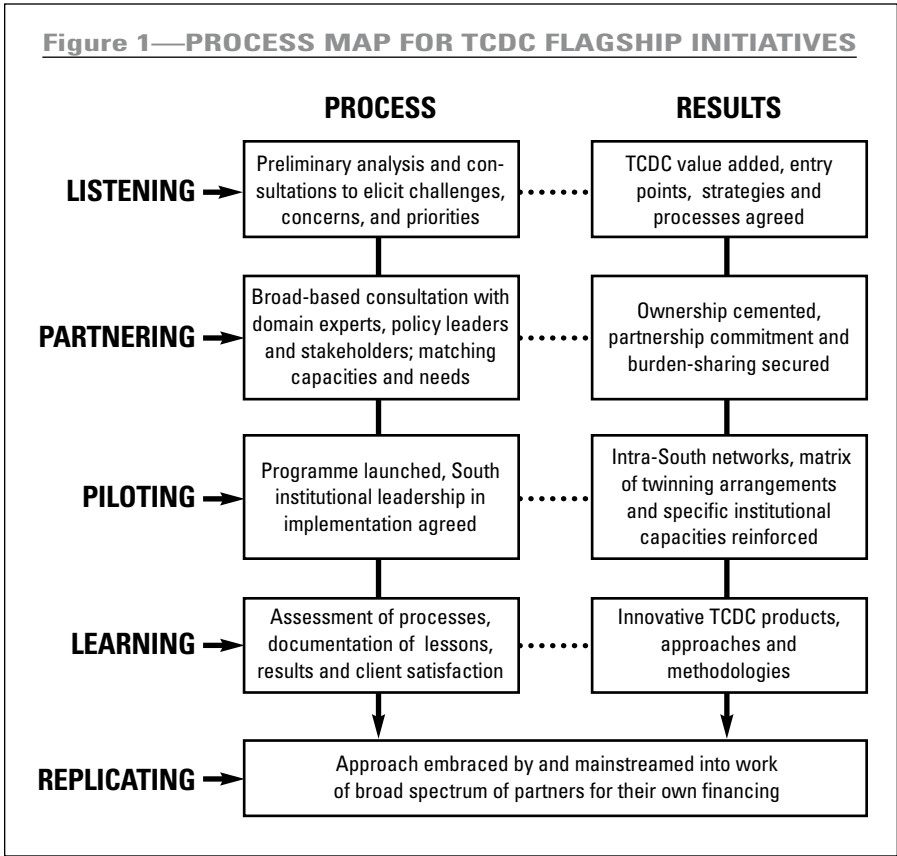 Figure 1—PROCESS MAP FOR TCDC FLAGSHIP INITIATIVES
PROCESS
RESULTS
LISTENING
Preliminary analysis and con-
sultations to elicit challenges,
concerns, and priorities
TCDC value added, entry
points, strategies and
processes agreed
PARTNERING
Broad-based consultation with
domain experts, policy leaders
and stakeholders; matching
capacities and needs
Ownership cemented,
partnership commitment and
burden-sharing secured
PILOTING
Programme launched, South
institutional leadership in
implementation agreed
Intra-South networks, matrix
of twinning arrangements
and specific institutional
capacities reinforced
LEARNING
Assessment of processes,
documentation of lessons,
results and client satisfaction
Innovative TCDC products,
approaches and
methodologies
REPLICATING
Approach embraced by and mainstreamed into work
of broad spectrum of partners for their own financing